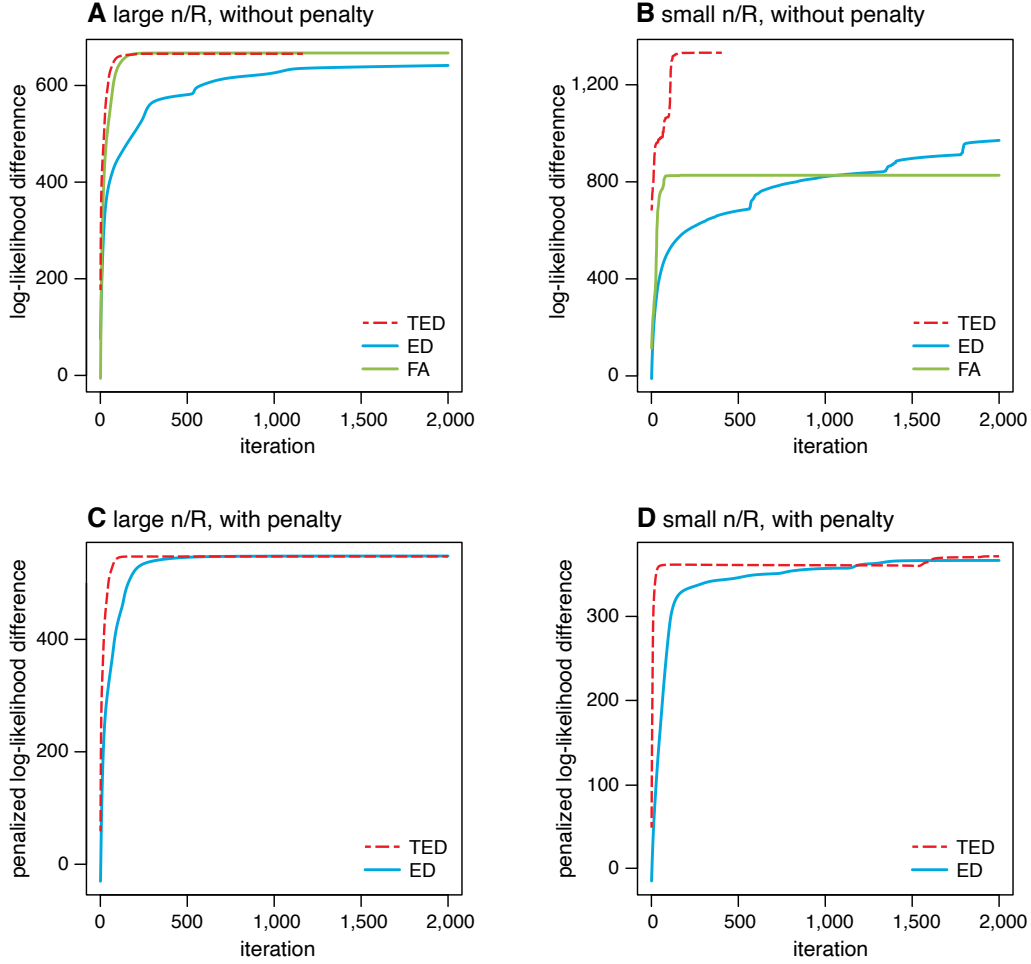 A large n/R, without penalty
log-likelihood differennce
600
400
200
0
TED
ED
FA
0 500 1,000 1,500 2,000
iteration
B small n/R, without penalty
log-likelihood difference
1,200
800
400
0
TED
ED
FA
0 500 1,000 1,500 2,000
iteration
C large n/R, with penalty
penalized log-likelihood difference
400
200
0
TED
ED
0 500 1,000 1,500 2,000
iteration
D small n/R, with penalty
penalized log-likelihood difference
300
200
100
0
TED
ED
0 500 1,000 1,500 2,000
iteration